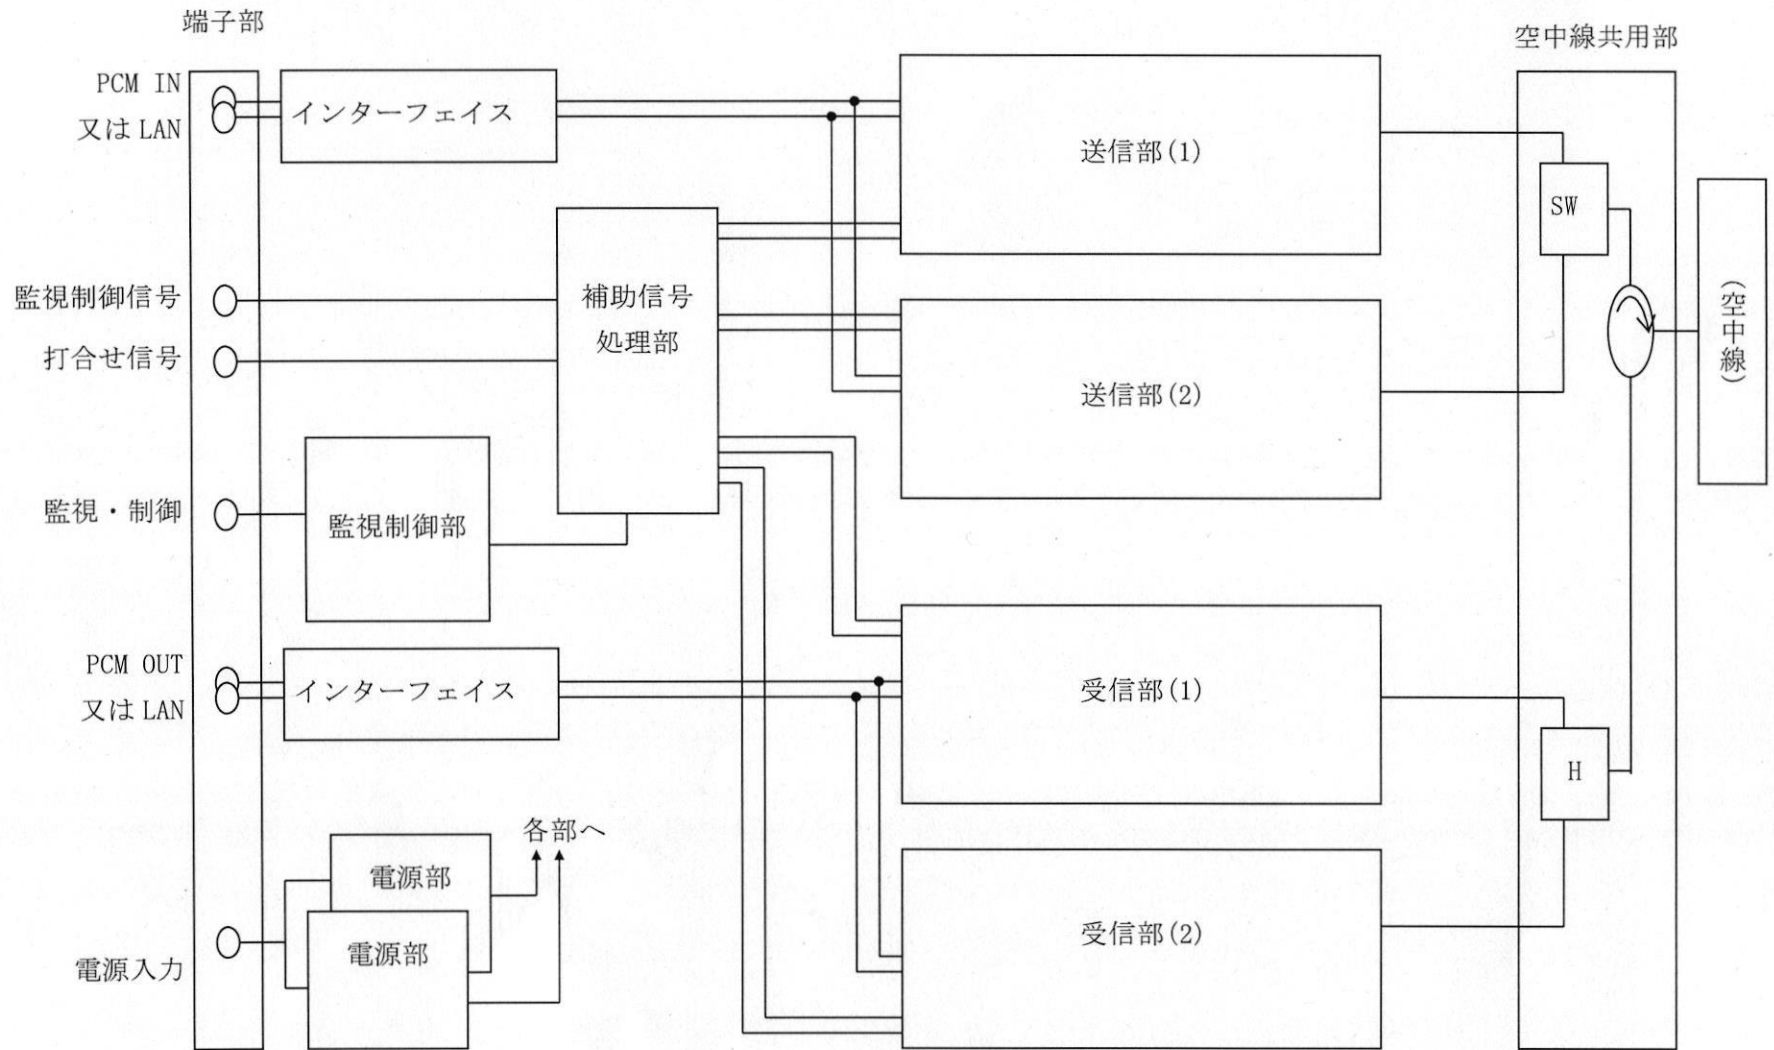 端子部
空中線共用部
PCM IN
又は LAN
インターフェイス
送信部(1)
SW
監視制御信号
打合せ信号
補助信号
処理部
送信部(2)
(空中線)
監視・制御
監視制御部
PCM OUT
又は LAN
インターフェイス
受信部(1)
H
各部へ
電源部
電源部
電源入力
受信部(2)